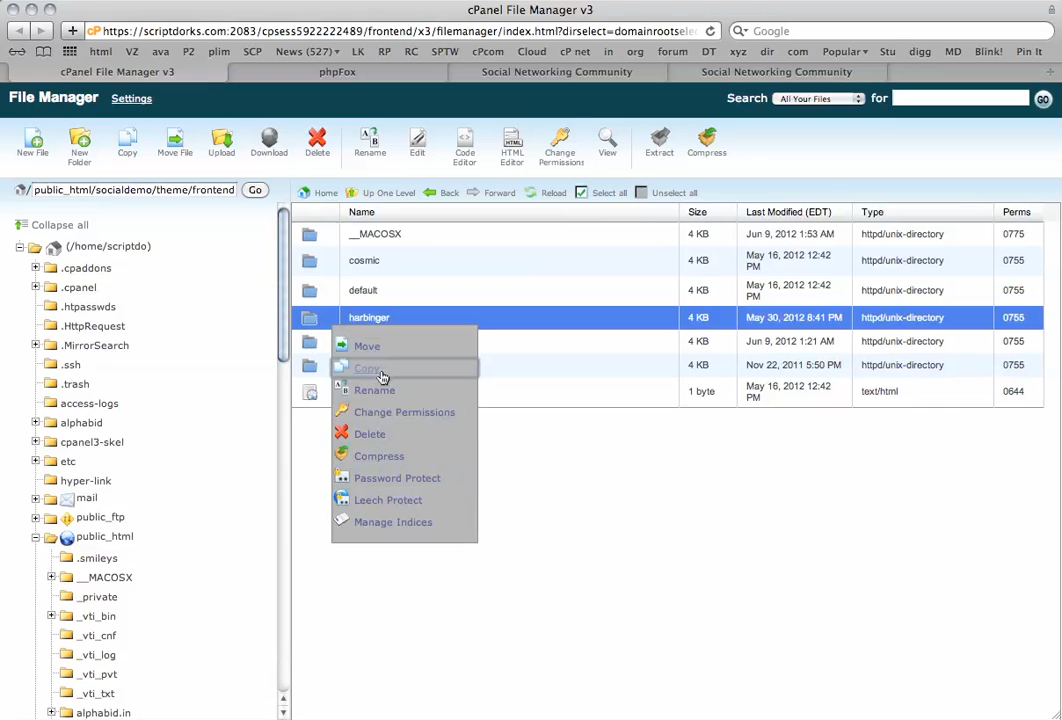 cPanel File Manager v3
https://scriptdorks.com:2083/cpsess5922222499/frontend/x3/filemanager/index.html?dirselect=domainrootsele
Google
html VZ ava P2 plim SCP News (527) LK RP RC SPTW cPcom Cloud cP net in org forum DT xyz dir com Popular Stu digg MD Blink! Pin It
cPanel File Manager v3 phpFox Social Networking Community Social Networking Community
File Manager Settings
Search All Your Files for GO
New File New Folder Copy Move File Upload Download Delete Rename Edit Code Editor HTML Editor Change Permissions View Extract Compress
/ public_html/socialdemo/theme/frontend Go
Home Up One Level Back Forward Reload Select all Unselect all
Collapse all
(/home/scriptdo)
.cpaddons
.cpanel
.htpasswds
.HttpRequest
.MirrorSearch
.ssh
.trash
access-logs
alphabid
cpanel3-skel
etc
hyper-link
mail
public_ftp
public_html
.smileys
__MACOSX
_private
_vti_bin
_vti_cnf
_vti_log
_vti_pvt
_vti_txt
alphabid.in
Name Size Last Modified (EDT) Type Perms
__MACOSX 4 KB Jun 9, 2012 1:53 AM httpd/unix-directory 0775
cosmic 4 KB May 16, 2012 12:42 PM httpd/unix-directory 0755
default 4 KB May 16, 2012 12:42 PM httpd/unix-directory 0755
harbinger 4 KB May 30, 2012 8:41 PM httpd/unix-directory 0755
4 KB Jun 9, 2012 1:21 AM httpd/unix-directory 0755
4 KB Nov 22, 2011 5:50 PM httpd/unix-directory 0755
1 byte May 16, 2012 12:42 PM text/html 0644
Move
Copy
Rename
Change Permissions
Delete
Compress
Password Protect
Leech Protect
Manage Indices